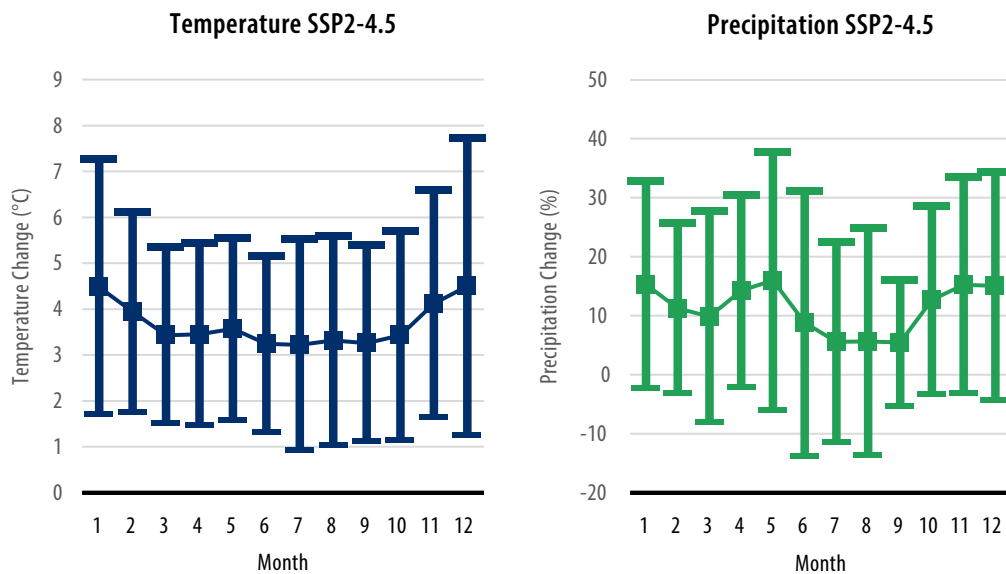 Temperature SSP2-4.5
Temperature Change (°C)
9
8
7
6
5
4
3
2
1
0
1 2 3 4 5 6 7 8 9 10 11 12
Month
Precipitation SSP2-4.5
Precipitation Change (%)
50
40
30
20
10
0
-10
-20
1 2 3 4 5 6 7 8 9 10 11 12
Month